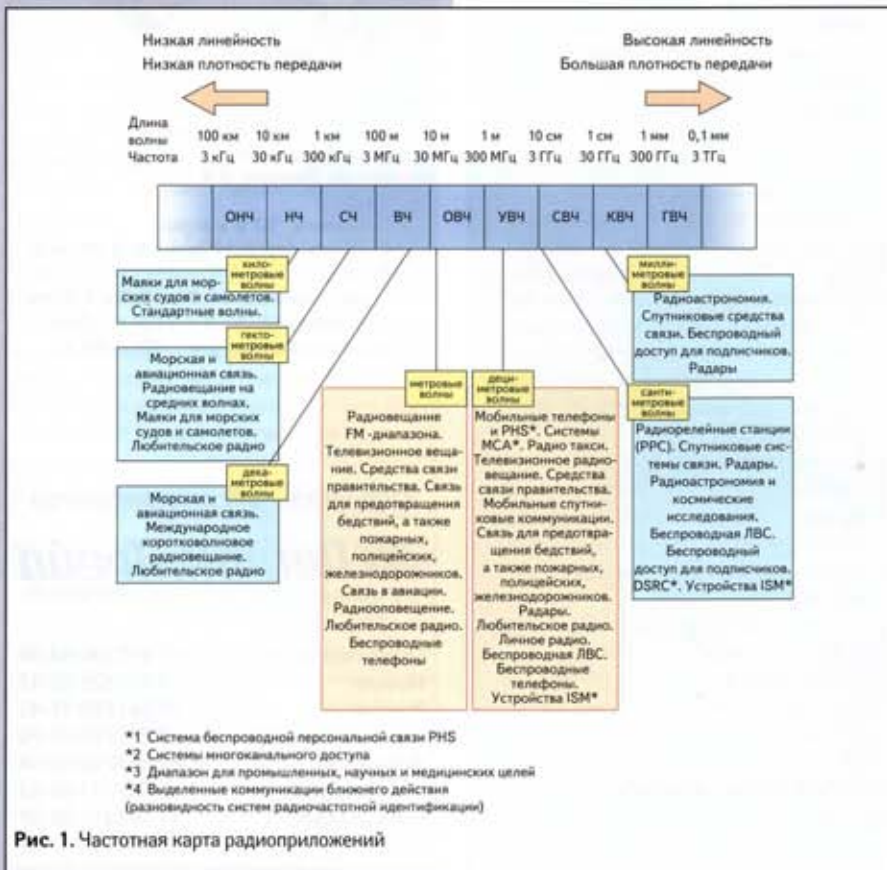 Низкая линейность
Низкая плотность передачи
Высокая линейность
Большая плотность передачи
Длина
волны 100 км 10 км 1 км 100 м 10 м 1 м 10 см 1 см 1 мм 0,1 мм
Частота 3 кГц 30 кГц 300 кГц 3 МГц 30 МГц 300 МГц 3 ГГц 30 ГГц 300 ГГц 3 ТГц
ОНЧ НЧ СЧ ВЧ ОВЧ УВЧ СВЧ КВЧ ГВЧ
кило-
метровые
волны
Маяки для мор-
ских судов и самолетов.
Стандартные волны.
гекто-
метровые
волны
Морская и
авиационная связь.
Радиовещание на
средних волнах.
Маяки для морских
судов и самолетов.
Любительское радио
дека-
метровые
волны
Морская и
авиационная связь.
Международное
коротковолновое
радиовещание.
Любительское радио
метровые
волны
Радиовещание
FM -диапазона.
Телевизионное веща-
ние. Средства связи
правительства. Связь
для предотвращения
бедствий, а также
пожарных,
полицейских,
железнодорожников.
Связь в авиации.
Радиооповещение.
Любительское радио.
Беспроводные
телефоны
деци-
метровые
волны
Мобильные телефоны
и PHS*. Системы
MCA*. Радио такси.
Телевизионное радио-
вещание. Средства
связи правительства.
Мобильные спутни-
ковые коммуникации.
Связь для предотвра-
щения бедствий,
а также пожарных,
полицейских,
железнодорожников.
Радары.
Любительское радио.
Личное радио.
Беспроводная ЛВС.
Беспроводные
телефоны.
Устройства ISM*
милли-
метровые
волны
Радиоастрономия.
Спутниковые средства
связи. Беспроводный
доступ для подписчиков.
Радары
санти-
метровые
волны
Радиорелейные станции
(РРС). Спутниковые сис-
темы связи. Радары.
Радиоастрономия и
космические
исследования,
Беспроводная ЛВС.
Беспроводный
доступ для подписчиков.
DSRC*. Устройства ISM*
*1 Система беспроводной персональной связи PHS
*2 Системы многоканального доступа
*3 Диапазон для промышленных, научных и медицинских целей
*4 Выделенные коммуникации ближнего действия
(разновидность систем радиочастотной идентификации)
Рис. 1. Частотная карта радиоприложений